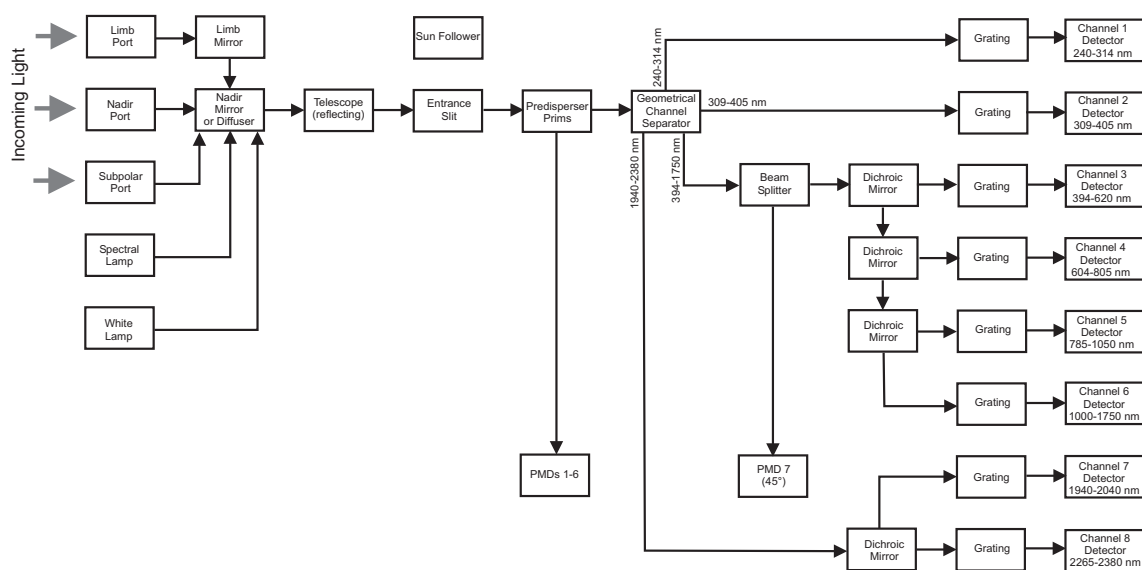 Incoming Light
Limb
Port
Limb
Mirror
Sun Follower
Nadir
Port
Nadir
Mirror
or Diffuser
Telescope
(reflecting)
Entrance
Slit
Predisperser
Prims
Geometrical
Channel
Separator
240-314 nm
309-405 nm
1940-2380 nm
394-1750 nm
Grating
Channel 1
Detector
240-314 nm
Grating
Channel 2
Detector
309-405 nm
Subpolar
Port
Beam
Splitter
Dichroic
Mirror
Grating
Channel 3
Detector
394-620 nm
Spectral
Lamp
Dichroic
Mirror
Grating
Channel 4
Detector
604-805 nm
White
Lamp
Dichroic
Mirror
Grating
Channel 5
Detector
785-1050 nm
Grating
Channel 6
Detector
1000-1750 nm
PMDs 1-6
PMD 7
(45°)
Grating
Channel 7
Detector
1940-2040 nm
Dichroic
Mirror
Grating
Channel 8
Detector
2265-2380 nm